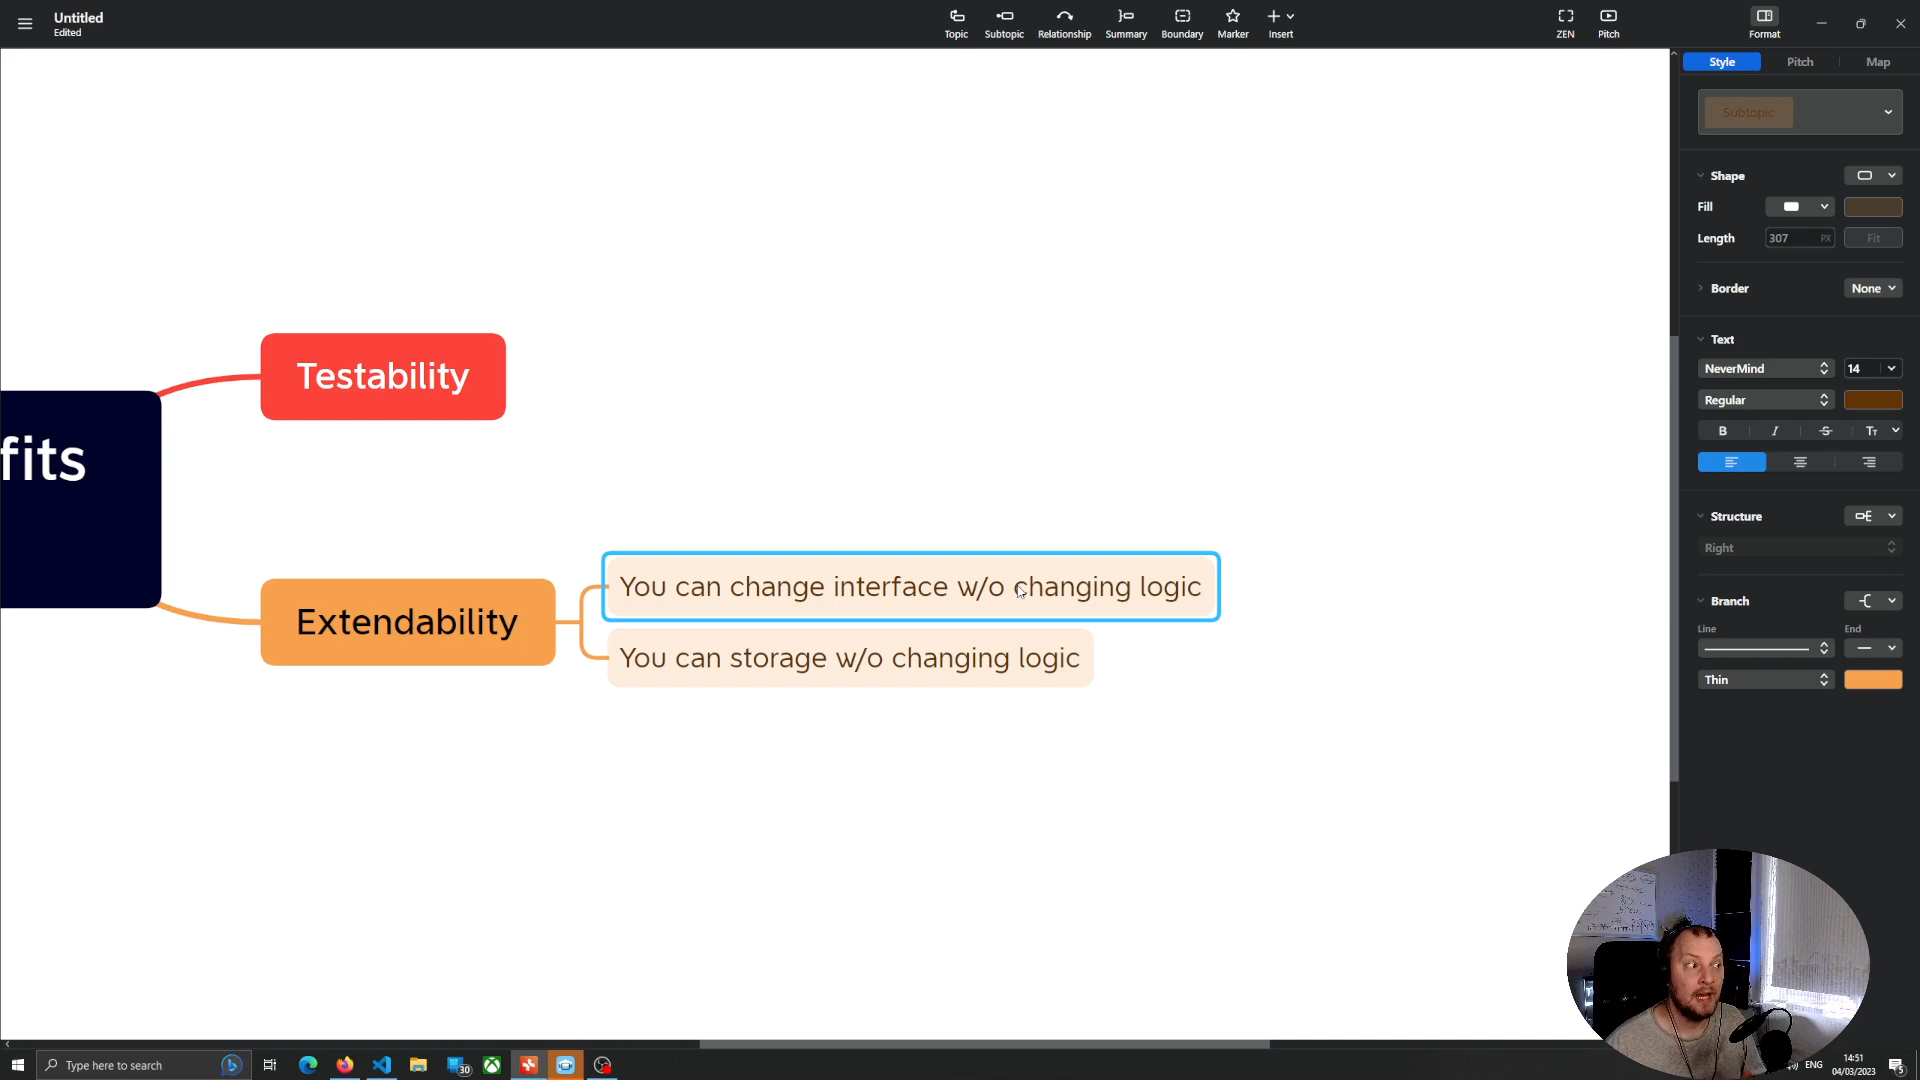 Untitled
Edited
Topic
Subtopic
Relationship
Summary
Boundary
Marker
Insert
ZEN
Pitch
Format
Style
Pitch
Map
Subtopic
Shape
Fill
Length
307
PX
Fit
Border
None
Text
NeverMind
14
Regular
B
I
S
Tт
Structure
Right
Branch
Line
End
Thin
fits
Testability
Extendability
You can change interface w/o changing logic
You can storage w/o changing logic
Type here to search
30
ENG
14:51
04/03/2023
5